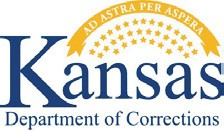 AD ASTRA PER ASPERA
Kansas
Department of Corrections